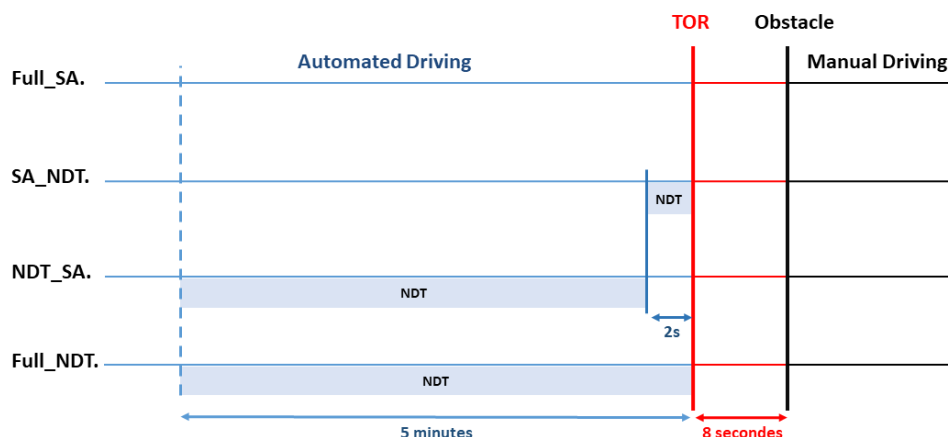 TOR
Obstacle
Automated Driving
Manual Driving
Full_SA.
SA_NDT.
NDT
NDT_SA.
NDT
2s
Full_NDT.
NDT
5 minutes
8 secondes